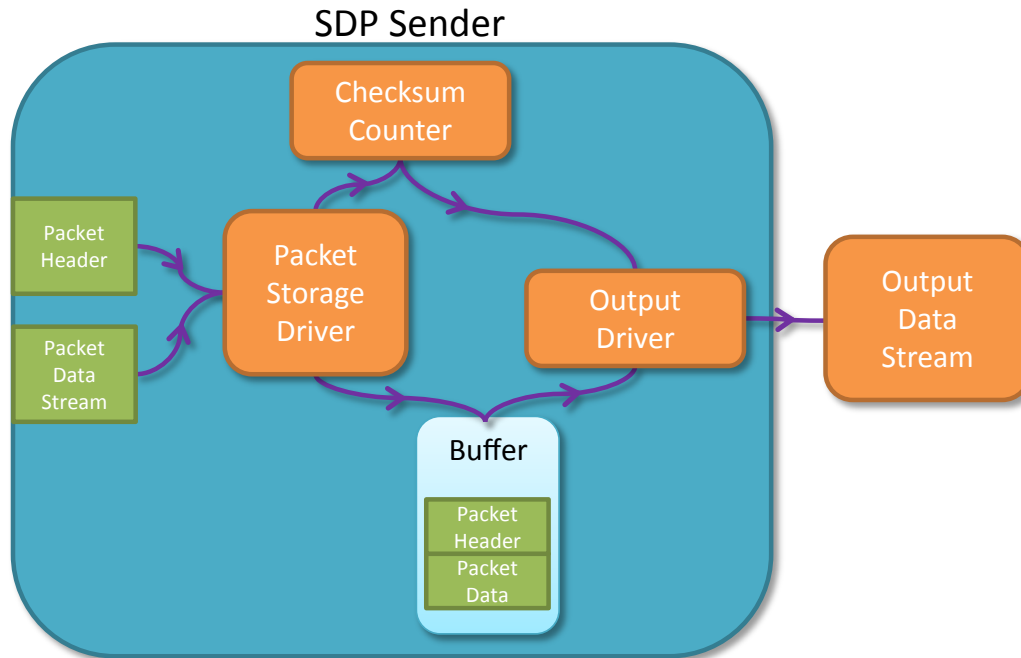 SDP Sender
Checksum
Counter
Packet
Header
Packet
Data
Stream
Packet
Storage
Driver
Output
Driver
Output
Data
Stream
Buffer
Packet
Header
Packet
Data